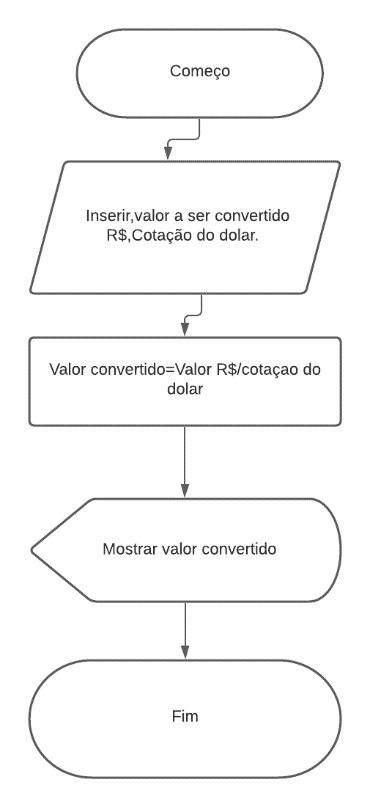 Começo
Inserir,valor a ser convertido
R$,Cotação do dolar.
Valor convertido=Valor R$/cotaçao do
dolar
Mostrar valor convertido
Fim